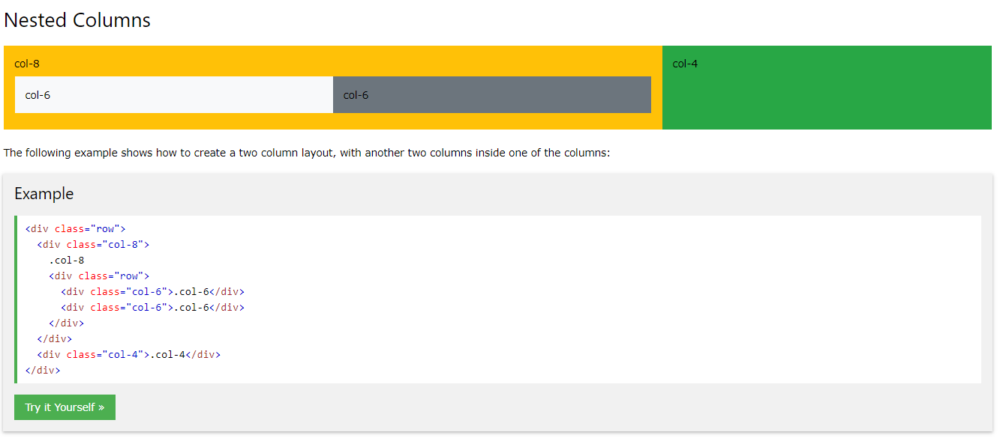 Nested Columns
col-8
col-4
col-6
col-6
The following example shows how to create a two column layout, with another two columns inside one of the columns:
Example
<div class="row">
  <div class="col-8">
    .col-8
    <div class="row">
      <div class="col-6">.col-6</div>
      <div class="col-6">.col-6</div>
    </div>
  </div>
  <div class="col-4">.col-4</div>
</div>
Try it Yourself »